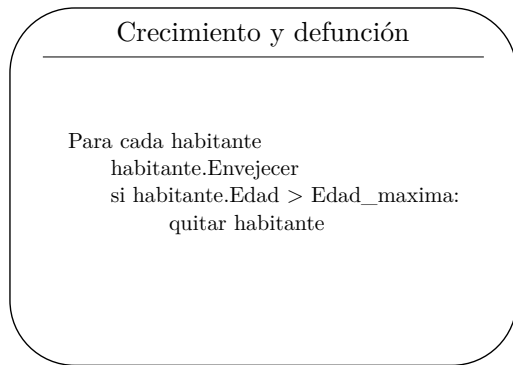 Crecimiento y defunción
Para cada habitante
habitante.Envejecer
si habitante.Edad > Edad_maxima:
quitar habitante